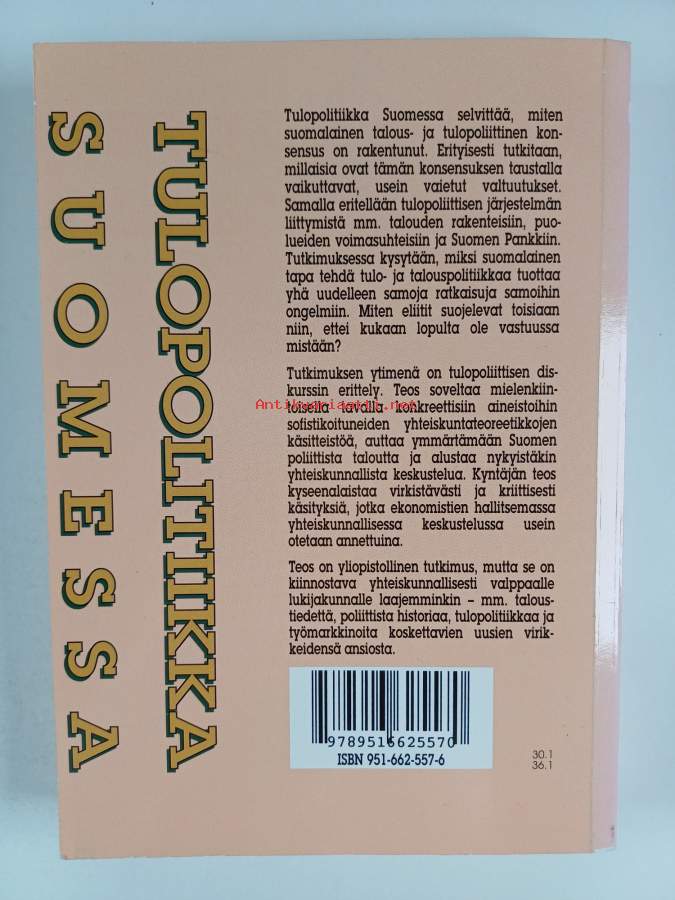 TULOPOLITIIKKA
SUOMESSA
Tulopolitiikka Suomessa selvittää, miten
suomalainen talous- ja tulopoliittinen kon-
sensus on rakentunut. Erityisesti tutkitaan,
millaisia ovat tämän konsensuksen taustalla
vaikuttavat, usein vaietut valtuutukset.
Samalla eritellään tulopoliittisen järjestelmän
liittymistä mm. talouden rakenteisiin, puo-
lueiden voimasuhteisiin ja Suomen Pankkiin.
Tutkimuksessa kysytään, miksi suomalainen
tapa tehdä tulo- ja talouspolitiikkaa tuottaa
yhä uudelleen samoja ratkaisuja samoihin
ongelmiin. Miten eliitit suojelevat toisiaan
niin, ettei kukaan lopulta ole vastuussa
mistään?
Tutkimuksen ytimenä on tulopoliittisen dis-
kurssin erittely. Teos soveltaa mielenkiin-
toisella tavalla konkreettisiin aineistoihin
sofistikoituneiden yhteiskuntateoreetikkojen
käsitteistöä, auttaa ymmärtämään Suomen
poliittista taloutta ja alustaa nykyistäkin
yhteiskunnallista keskustelua. Kyntäjän teos
kyseenalaistaa virkistävästi ja kriittisesti
käsityksiä, jotka ekonomistien hallitsemassa
yhteiskunnallisessa keskustelussa usein
otetaan annettuina.
Teos on yliopistollinen tutkimus, mutta se on
kiinnostava yhteiskunnallisesti valppaalle
lukijakunnalle laajemminkin – mm. talous-
tiedettä, poliittista historiaa, tulopolitiikkaa ja
työmarkkinoita koskettavien uusien virik-
keidensä ansiosta.
Antikvariaatti.net
9789516625570
ISBN 951-662-557-6
30.1
36.1